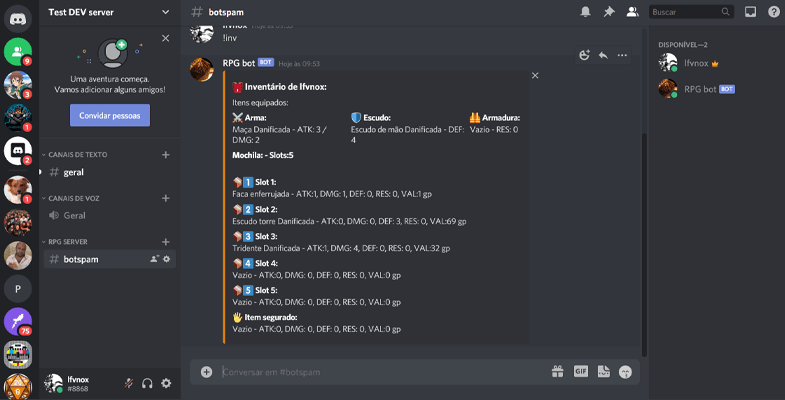 Test DEV server
# botspam
Buscar
lfvnox
Hoje às 09:53
!inv
RPG bot BOT Hoje às 09:53
Inventário de lfvnox:
Itens equipados:
Arma:
Maça Danificada - ATK: 3 /
DMG: 2
Escudo:
Escudo de mão Danificada - DEF:
4
Armadura:
Vazio - RES: 0
Mochila: - Slots:5
1 Slot 1:
Faca enferrujada - ATK:1, DMG: 1, DEF: 0, RES: 0, VAL:1 gp
2 Slot 2:
Escudo torre Danificada - ATK:0, DMG: 0, DEF: 3, RES: 0, VAL:69 gp
3 Slot 3:
Tridente Danificada - ATK:1, DMG: 4, DEF: 0, RES: 0, VAL:32 gp
4 Slot 4:
Vazio - ATK:0, DMG: 0, DEF: 0, RES: 0, VAL:0 gp
5 Slot 5:
Vazio - ATK:0, DMG: 0, DEF: 0, RES: 0, VAL:0 gp
Item segurado:
Vazio - ATK:0, DMG: 0, DEF: 0, RES: 0, VAL:0 gp
Conversar em #botspam
GIF
DISPONÍVEL—2
lfvnox
RPG bot BOT
Uma aventura começa.
Vamos adicionar alguns amigos!
Convidar pessoas
CANAIS DE TEXTO
# geral
CANAIS DE VOZ
Geral
RPG SERVER
# botspam
lfvnox
#8868
9
3
1
2
1
P
75
6